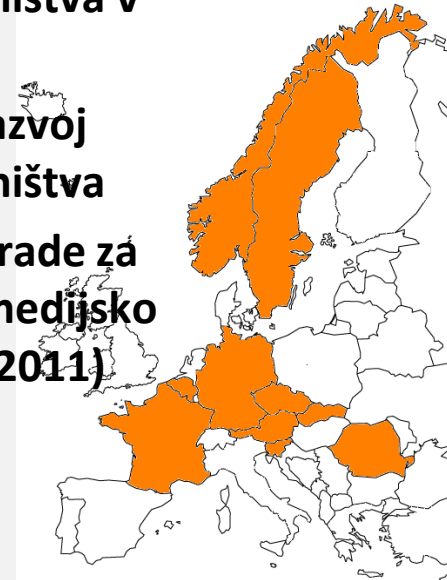 ništva v
azvoj
ništva
rade za
medijsko
2011)